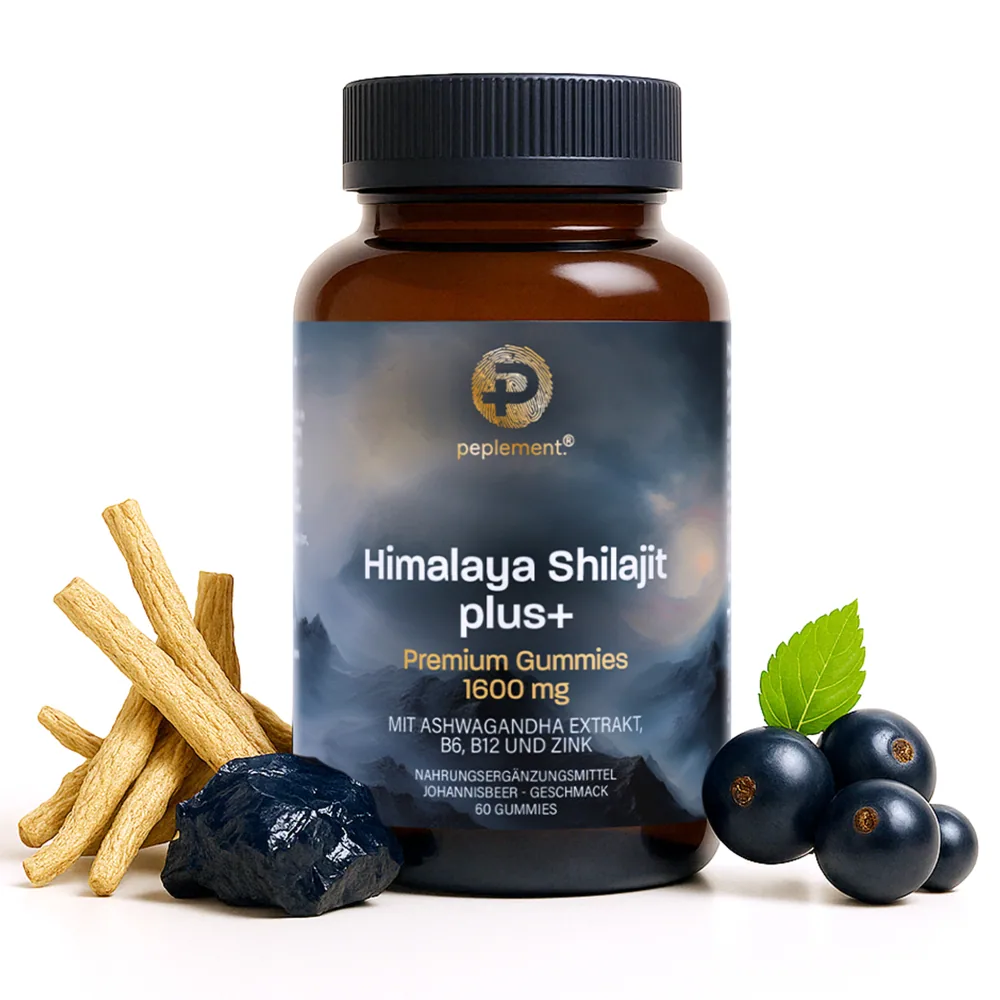 peplement.®
Himalaya Shilajit
plus+
Premium Gummies
1600 mg
MIT ASHWAGANDHA EXTRAKT,
B6, B12 UND ZINK
NAHRUNGSERGÄNZUNGSMITTEL
JOHANNISBEER - GESCHMACK
60 GUMMIES